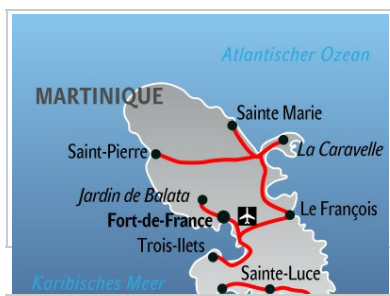 Atlantischer Ozean
MARTINIQUE
Sainte Marie
Saint-Pierre
La Caravelle
Jardin de Balata
Fort-de-France
Le François
Trois-Ilets
Karibisches Meer
Sainte-Luce